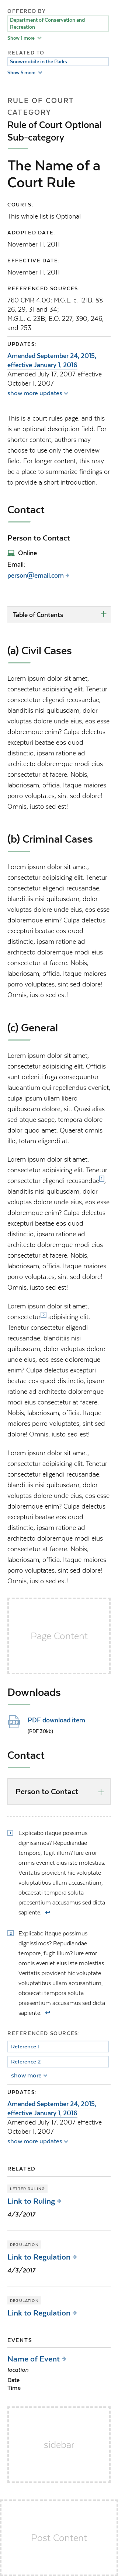 OFFERED BY
Department of Conservation and
Recreation
Show 1 more
RELATED TO
Snowmobile in the Parks
Show 5 more
RULE OF COURT
CATEGORY
Rule of Court Optional
Sub-category
The Name of a
Court Rule
COURTS:
This whole list is Optional
ADOPTED DATE:
November 11, 2011
EFFECTIVE DATE:
November 11, 2011
REFERENCED SOURCES:
760 CMR 4.00: M.G.L. c. 121B, §§
26, 29, 31 and 34;
M.G.L. c. 23B; E.O. 227, 390, 246,
and 253
UPDATES:
Amended September 24, 2015,
effective January 1, 2016
Amended July 17, 2007 effective
October 1, 2007
show more updates
This is a court rules page, and this
is an optional description field. For
shorter content, form authors
may choose to use only the overview
field. For longer content, this can
be a place to summarize findings or
to provide a short introduction.
Contact
Person to Contact
Online
Email:
person@email.com
Table of Contents
(a) Civil Cases
Lorem ipsum dolor sit amet,
consectetur adipisicing elit. Tenetur
consectetur eligendi recusandae,
blanditiis nisi quibusdam, dolor
voluptas dolore unde eius, eos esse
enim quos enim? Culpa delectus
excepturi beatae eos quod
distinctio, ipsam architecto
dolorem doloremque modi eius
consectetur at facere. Nobis,
laboriosam, officia. Itaque maiores
porro voluptates, sint sed dolor!
Omnis, iusto sed est!
(b) Criminal Cases
Lorem ipsum dolor sit amet,
consectetur adipisicing elit. Tenetur
consectetur eligendi recusandae,
blanditiis nisi quibusdam, dolor
voluptas dolore unde eius, eos esse
enim quos enim? Culpa delectus
excepturi beatae eos quod
distinctio, ipsam architecto
dolorem doloremque modi eius
consectetur at facere. Nobis,
laboriosam, officia. Itaque maiores
porro voluptates, sint sed dolor!
Omnis, iusto sed est!
(c) General
Lorem ipsum dolor sit amet,
consectetur adipisicing elit. Officiis
deleniti fuga quod consequuntur
laudantium qui repellendus eveniet,
culpa ipsum ullam libero
quibusdam dolore, sit. Quasi alias
sed atque saepe, tempora dolore
dolor quod amet. Quaerat omnis
illo, totam eligendi at.
Lorem ipsum dolor sit amet,
consectetur adipisicing elit. Tenetur
etur eligendi recusandae 1,
blanditiis nisi quibusdam, dolor
voluptas dolore unde eius, eos esse
enim quos enim? Culpa delectus
excepturi beatae eos quod
distinctio, ipsam architecto
dolorem doloremque modi eius
consectetur at facere. Nobis,
laboriosam, officia. Itaque maiores
porro voluptates, sint sed dolor!
Omnis, iusto sed est!
Lorem ipsum dolor sit amet,
consectetur 2 adipisicing elit.
Tenetur consectetur eligendi
recusandae, blanditiis nisi
quibusdam, dolor voluptas dolore
unde eius, eos esse doloremque
enim? Culpa delectus excepturi
beatae eos quod distinctio, ipsam
architecto dolorem doloremque
modi eius consectetur at facere.
Nobis, laboriosam, officia. Itaque
maiores porro voluptates, sint sed
dolor! Omnis, iusto sed est!
Lorem ipsum dolor sit amet,
consectetur adipisicing elit. Tenetur
consectetur eligendi recusandae,
blanditiis nisi quibusdam, dolor
voluptas dolore unde eius, eos esse
enim quos enim? Culpa delectus
excepturi beatae eos quod
distinctio, ipsam architecto
dolorem doloremque modi eius
consectetur at facere. Nobis,
laboriosam, officia. Itaque maiores
porro voluptates, sint sed dolor!
Omnis, iusto sed est!
Page Content
Downloads
PDF download item
(PDF 30kb)
Contact
Person to Contact
1 Explicabo itaque possimus
dignissimos? Repudiandae
tempore, fugit illum? Iure error
omnis eveniet eius iste molestias.
Veritatis provident hic voluptate
voluptates quibusdam accusamus,
obcaecati tempora soluta
praesentium accusamus sed dicta
sapiente. ↩
2 Explicabo itaque possimus
dignissimos? Repudiandae
tempore, fugit illum? Iure error
omnis eveniet eius iste molestias.
Veritatis provident hic voluptate
voluptates quibusdam accusamus,
obcaecati tempora soluta
praesentium accusamus sed dicta
sapiente. ↩
REFERENCED SOURCES
Reference 1
Reference 2
show more
UPDATES:
Amended September 24, 2015,
effective January 1, 2016
Amended July 17, 2007 effective
October 1, 2007
show more updates
RELATED
LETTER RULING
Link to Ruling
4/3/2017
REGULATION
Link to Regulation
4/3/2017
REGULATION
Link to Regulation
EVENTS
Name of Event
location
Date
Time
sidebar
Post Content